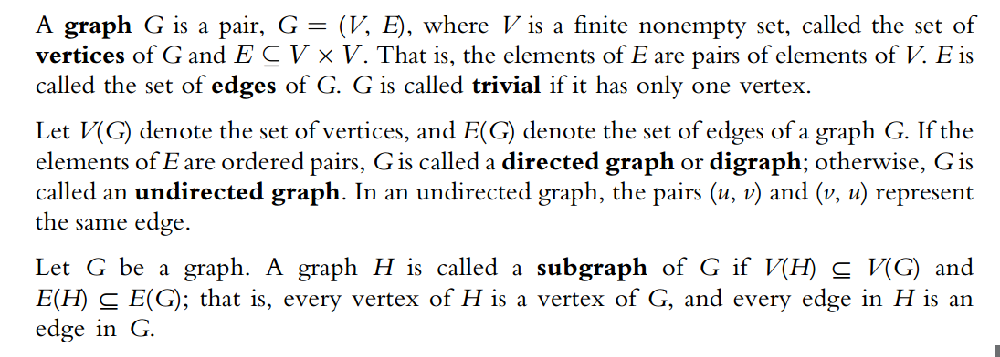 A graph G is a pair, G = (V, E), where V is a finite nonempty set, called the set of
vertices of G and E ⊆ V × V. That is, the elements of E are pairs of elements of V. E is
called the set of edges of G. G is called trivial if it has only one vertex.
Let V(G) denote the set of vertices, and E(G) denote the set of edges of a graph G. If the
elements of E are ordered pairs, G is called a directed graph or digraph; otherwise, G is
called an undirected graph. In an undirected graph, the pairs (u, v) and (v, u) represent
the same edge.
Let G be a graph. A graph H is called a subgraph of G if V(H) ⊆ V(G) and
E(H) ⊆ E(G); that is, every vertex of H is a vertex of G, and every edge in H is an
edge in G.